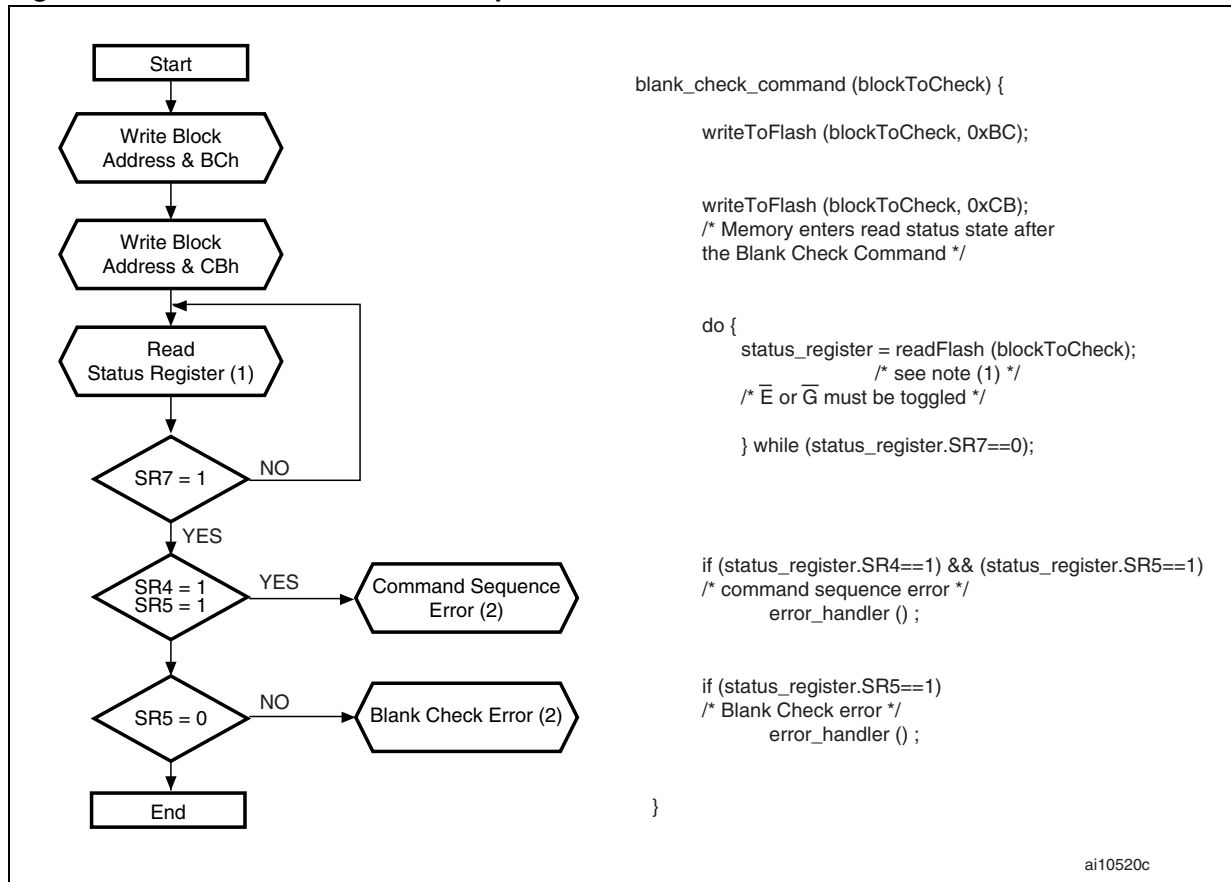 Start
Write Block
Address & BCh
Write Block
Address & CBh
Read
Status Register (1)
SR7 = 1
NO
YES
SR4 = 1
SR5 = 1
YES
Command Sequence
Error (2)
SR5 = 0
NO
Blank Check Error (2)
End
blank_check_command (blockToCheck) {
writeToFlash (blockToCheck, 0xBC);
writeToFlash (blockToCheck, 0xCB);
/* Memory enters read status state after
the Blank Check Command */
do {
status_register = readFlash (blockToCheck);
/* see note (1) */
/* E̅ or G̅ must be toggled */
} while (status_register.SR7==0);
if (status_register.SR4==1) && (status_register.SR5==1)
/* command sequence error */
error_handler () ;
if (status_register.SR5==1)
/* Blank Check error */
error_handler () ;
}
ai10520c